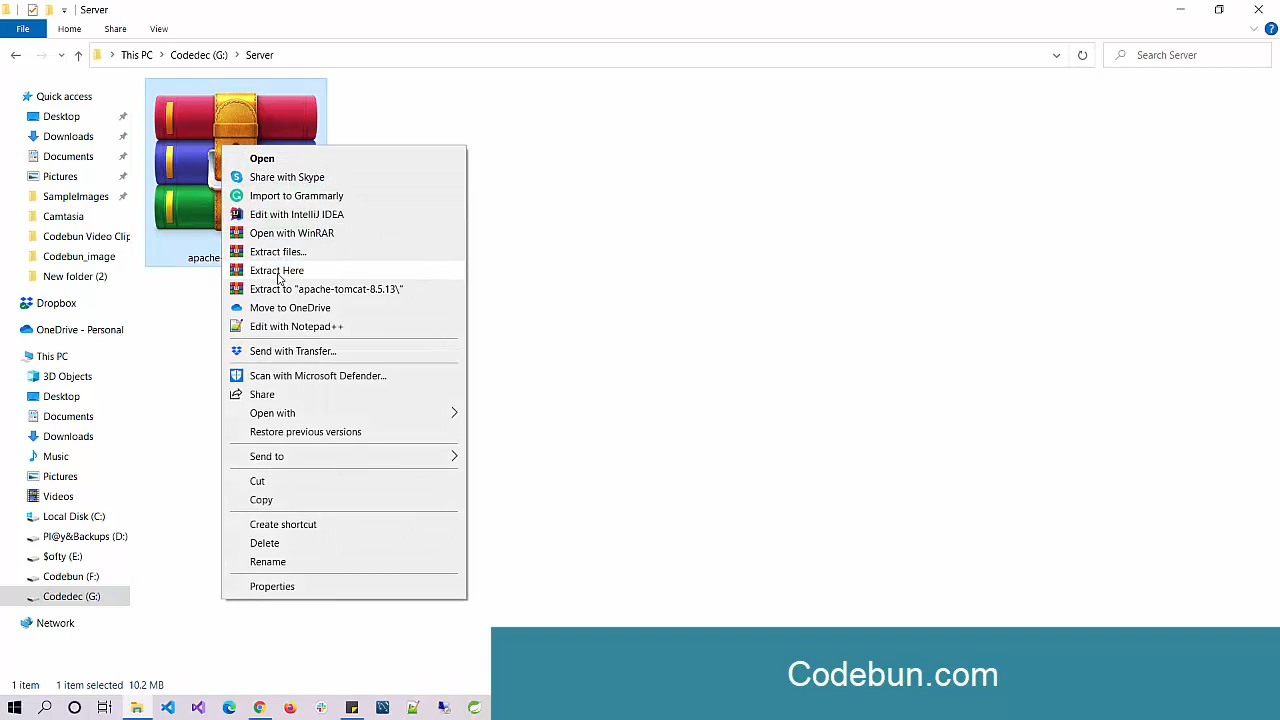 Server
File
Home
Share
View
This PC
Codedec (G:)
Server
Search Server
Quick access
Desktop
Downloads
Documents
Pictures
SampleImages
Camtasia
Codebun Video Clip
Codebun_image
New folder (2)
Dropbox
OneDrive - Personal
This PC
3D Objects
Desktop
Documents
Downloads
Music
Pictures
Videos
Local Disk (C:)
Pl@y&Backups (D:)
$ofty (E:)
Codebun (F:)
Codedec (G:)
Network
apache-
Open
Share with Skype
Import to Grammarly
Edit with IntelliJ IDEA
Open with WinRAR
Extract files...
Extract Here
Extract to "apache-tomcat-8.5.13\"
Move to OneDrive
Edit with Notepad++
Send with Transfer...
Scan with Microsoft Defender...
Share
Open with
Restore previous versions
Send to
Cut
Copy
Create shortcut
Delete
Rename
Properties
1 item
1 item selected 10.2 MB
Codebun.com